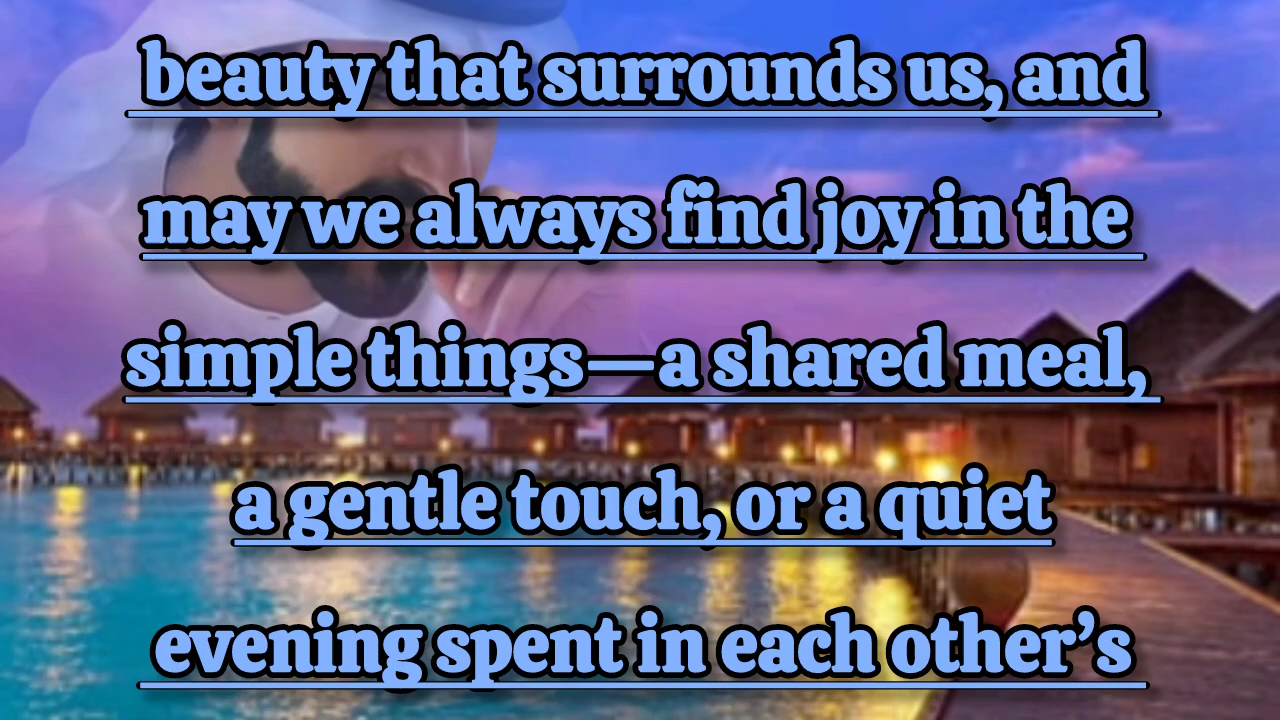 beauty that surrounds us, and
may we always find joy in the
simple things—a shared meal,
a gentle touch, or a quiet
evening spent in each other’s